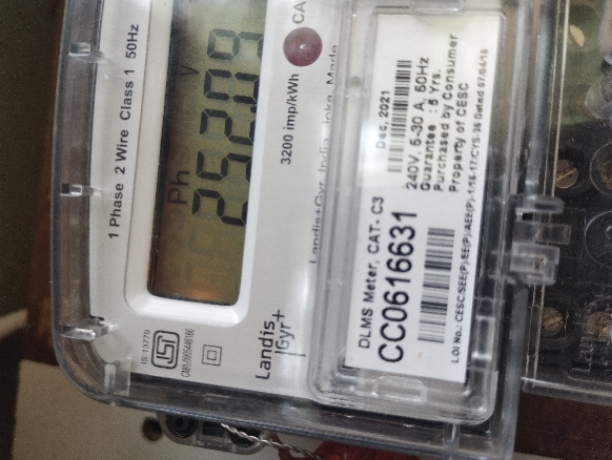 1 Phase 2 Wire Class 1 50Hz
Ph V
25209
3200 imp/kWh
CA
Landis+Gyr, India
IS:13779
Landis
Gyr+
DLMS Meter, CAT - C3
Dec, 2021
CC0616631
240V, 5-30 A, 50Hz
Guarantee : 5 Yrs.
Purchased by Consumer
Property of CESC